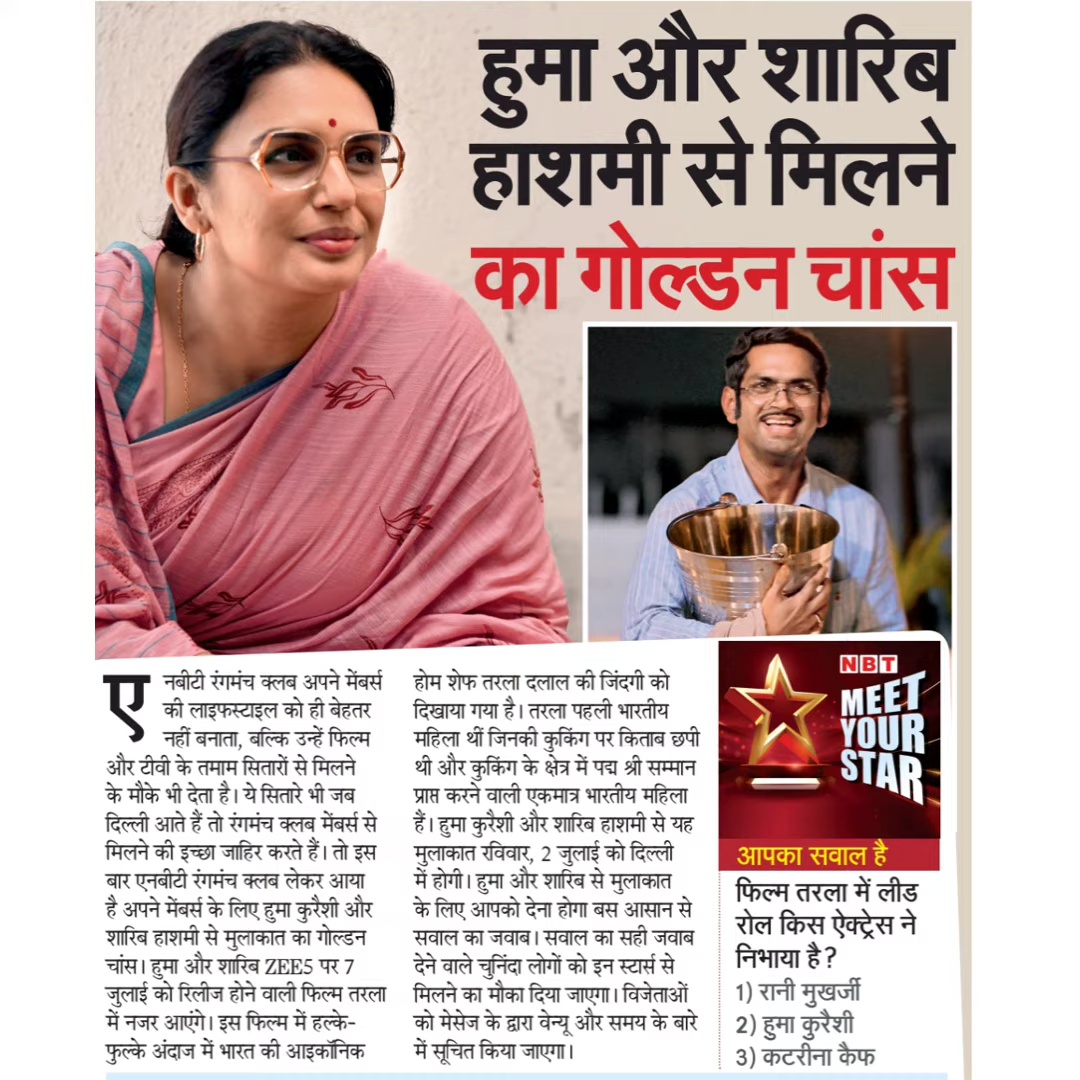 हुमा और शारिब
हाशमी से मिलने
का गोल्डन चांस
एनबीटी रंगमंच क्लब अपने मेंबर्स
की लाइफस्टाइल को ही बेहतर
नहीं बनाता, बल्कि उन्हें फिल्म
और टीवी के तमाम सितारों से मिलने
के मौके भी देता है। ये सितारे भी जब
दिल्ली आते हैं तो रंगमंच क्लब मेंबर्स से
मिलने की इच्छा जाहिर करते हैं। तो इस
बार एनबीटी रंगमंच क्लब लेकर आया
है अपने मेंबर्स के लिए हुमा कुरैशी और
शारिब हाशमी से मुलाकात का गोल्डन
चांस। हुमा और शारिब ZEE5 पर 7
जुलाई को रिलीज होने वाली फिल्म तरला
में नजर आएंगे। इस फिल्म में हल्के-
फुल्के अंदाज में भारत की आइकॉनिक
होम शेफ तरला दलाल की जिंदगी को
दिखाया गया है। तरला पहली भारतीय
महिला थीं जिनकी कुकिंग पर किताब छपी
थी और कुकिंग के क्षेत्र में पद्म श्री सम्मान
प्राप्त करने वाली एकमात्र भारतीय महिला
हैं। हुमा कुरैशी और शारिब हाशमी से यह
मुलाकात रविवार, 2 जुलाई को दिल्ली
में होगी। हुमा और शारिब से मुलाकात
के लिए आपको देना होगा बस आसान से
सवाल का जवाब। सवाल का सही जवाब
देने वाले चुनिंदा लोगों को इन स्टार्स से
मिलने का मौका दिया जाएगा। विजेताओं
को मेसेज के द्वारा वेन्यू और समय के बारे
में सूचित किया जाएगा।
NBT
MEET
YOUR
STAR
आपका सवाल है
फिल्म तरला में लीड
रोल किस ऐक्ट्रेस ने
निभाया है?
1) रानी मुखर्जी
2) हुमा कुरैशी
3) कटरीना कैफ